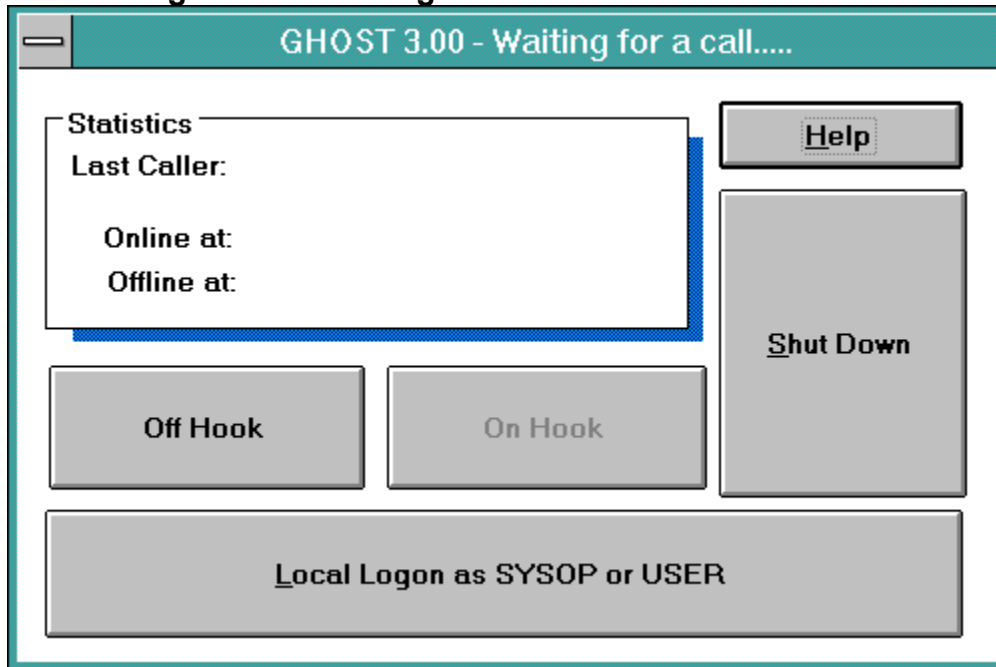 GHOST 3.00 - Waiting for a call.....
Statistics
Last Caller:
Online at:
Offline at:
Help
Shut Down
Off Hook
On Hook
Local Logon as SYSOP or USER